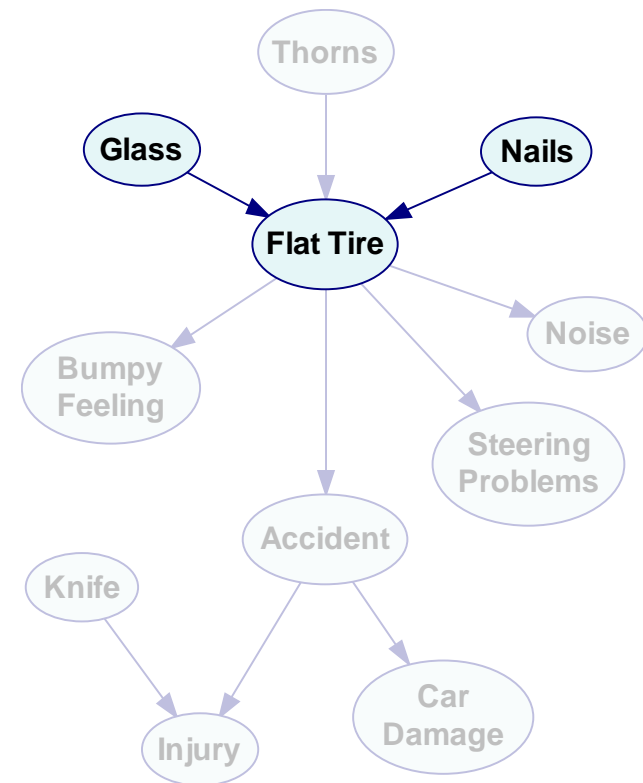 Thorns
Glass
Nails
Flat Tire
Noise
Bumpy
Feeling
Steering
Problems
Accident
Knife
Car
Damage
Injury